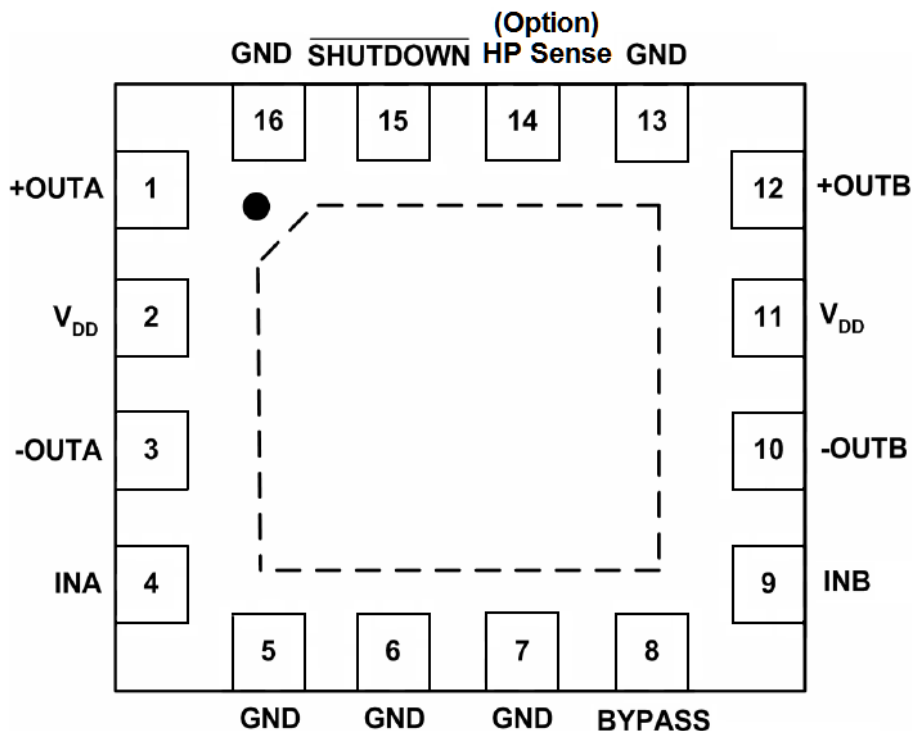 (Option)
GND SHUTDOWN HP Sense GND
16 15 14 13
+OUTA 1 12 +OUTB
VDD 2 11 VDD
-OUTA 3 10 -OUTB
INA 4 9 INB
5 6 7 8
GND GND GND BYPASS